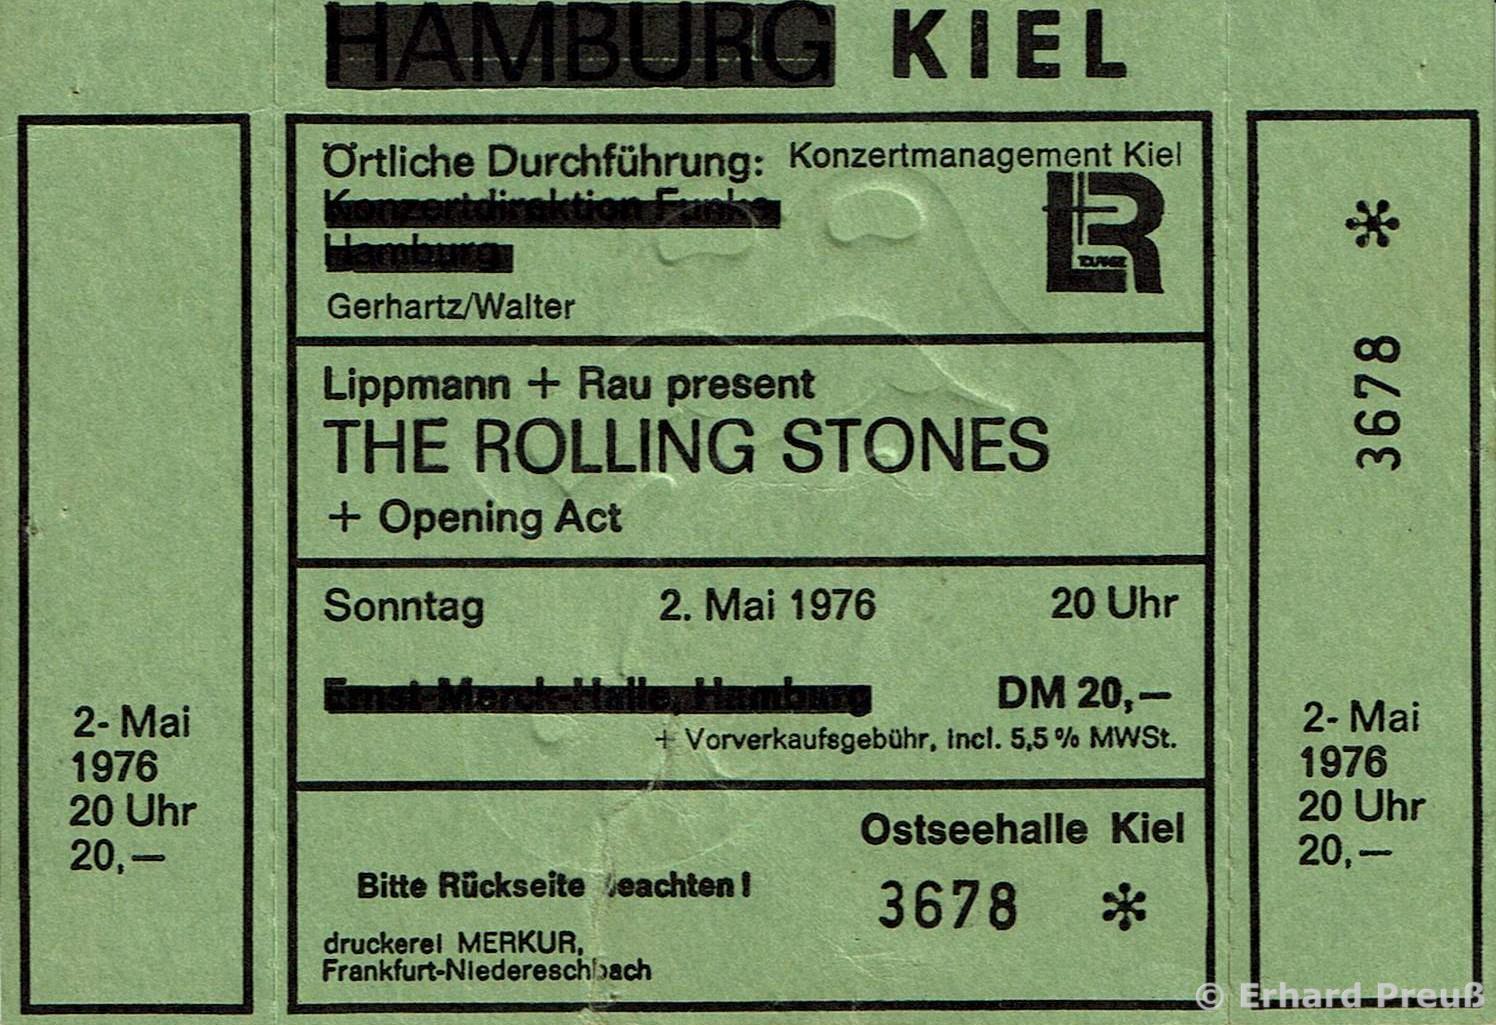 HAMBURG KIEL
Örtliche Durchführung: Konzertmanagement Kiel
Konzertdirektion Funke
Hamburg
Gerhartz/Walter
LR
Lippmann + Rau present
THE ROLLING STONES
+ Opening Act
Sonntag 2. Mai 1976 20 Uhr
Ernst-Merck-Halle, Hamburg DM 20,—
+ Vorverkaufsgebühr, incl. 5,5 % MWSt.
Ostseehalle Kiel
Bitte Rückseite beachten!
3678 *
druckerei MERKUR,
Frankfurt-Niedereschbach
2- Mai
1976
20 Uhr
20,—
* 3678
2- Mai
1976
20 Uhr
20,—
© Erhard Preuß